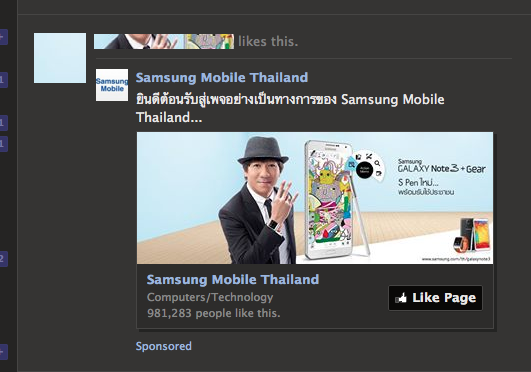 likes this.
Samsung Mobile
Samsung Mobile Thailand
ยินดีต้อนรับสู่เพจอย่างเป็นทางการของ Samsung Mobile
Thailand...
Samsung
GALAXY Note 3 + Gear
S Pen ใหม่...
พร้อมรับใช้ประชาชน
www.samsung.com/th/galaxynote3
Samsung Mobile Thailand
Computers/Technology
981,283 people like this.
Like Page
Sponsored
1
1
1
2